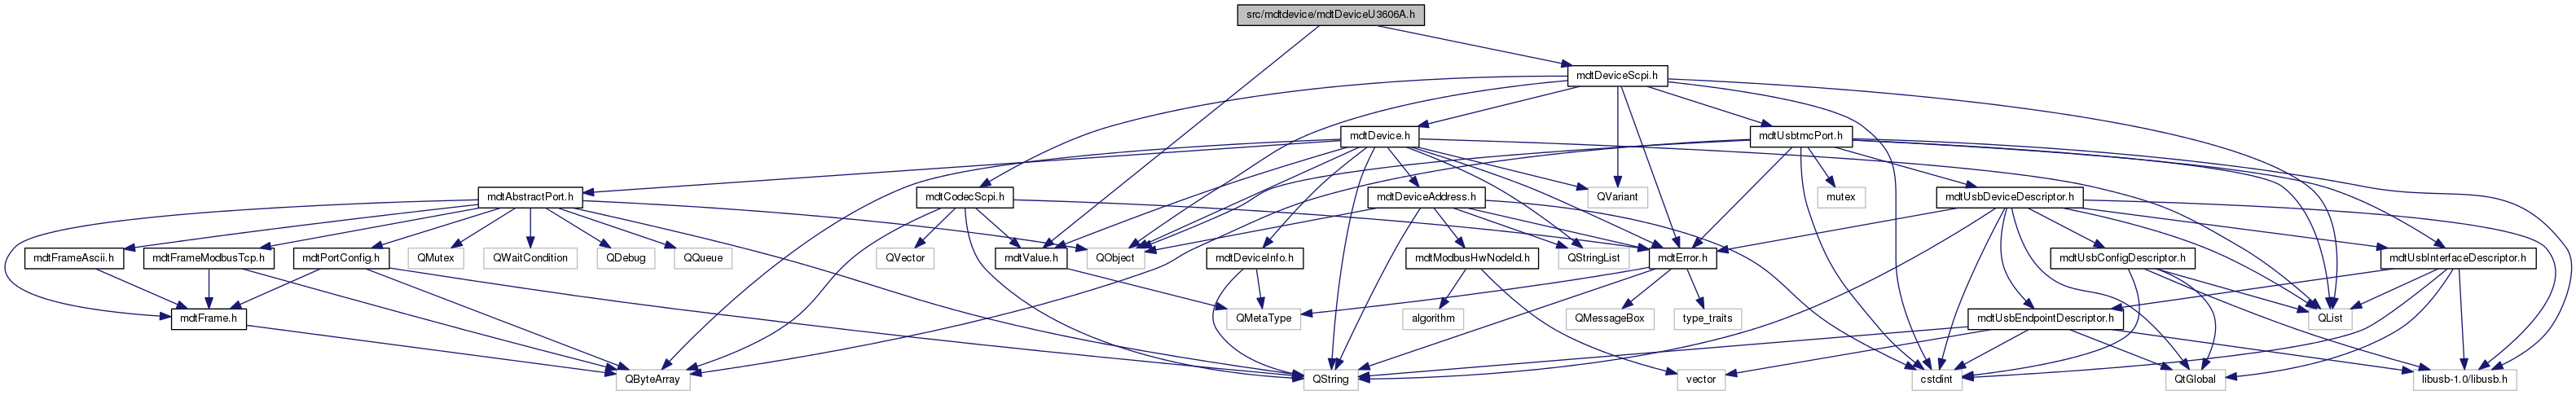 src/mdtdevice/mdtDeviceU3606A.h
mdtDeviceScpi.h
mdtDevice.h
mdtUsbtmcPort.h
mdtAbstractPort.h
mdtCodecScpi.h
mdtDeviceAddress.h
QVariant
mutex
mdtUsbDeviceDescriptor.h
mdtFrameAscii.h
mdtFrameModbusTcp.h
mdtPortConfig.h
QMutex
QWaitCondition
QDebug
QQueue
QObject
QVector
mdtValue.h
mdtDeviceInfo.h
QStringList
mdtError.h
mdtModbusHwNodeId.h
mdtUsbConfigDescriptor.h
mdtUsbInterfaceDescriptor.h
mdtFrame.h
QMetaType
algorithm
QMessageBox
type_traits
mdtUsbEndpointDescriptor.h
QList
QByteArray
QString
vector
cstdint
QtGlobal
libusb-1.0/libusb.h